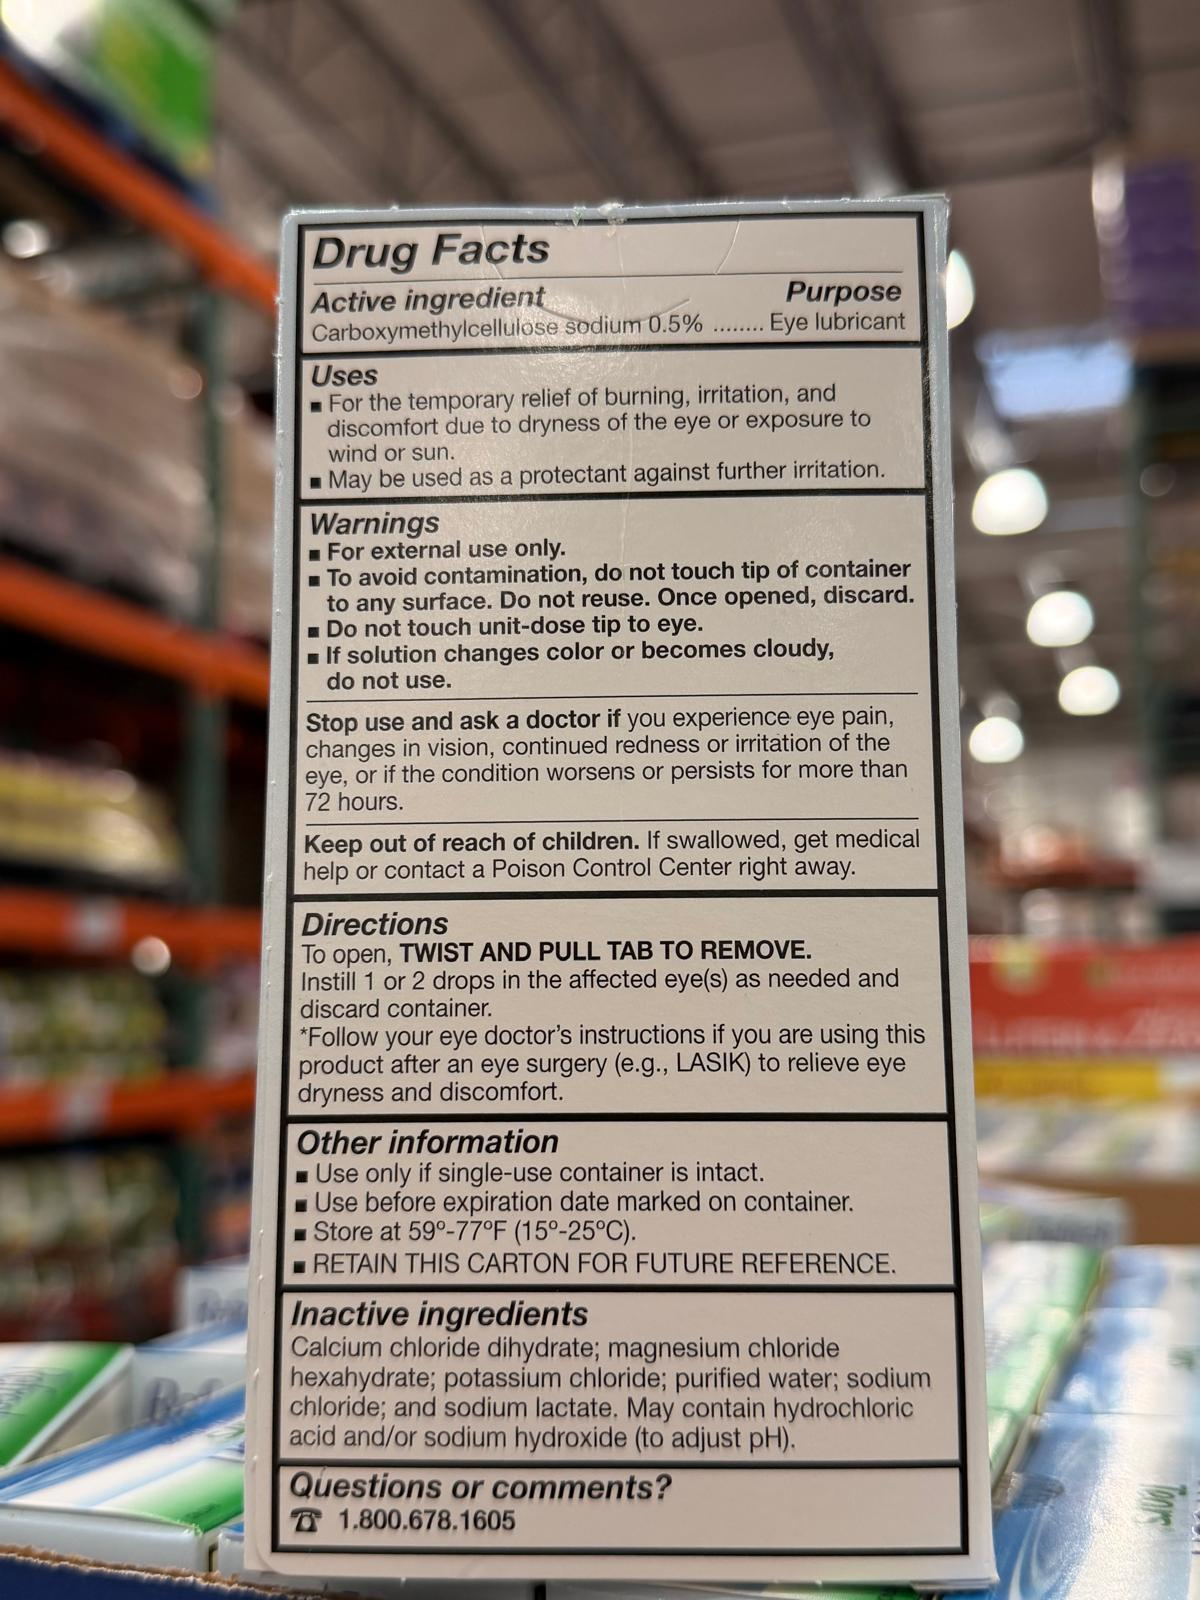 Drug Facts
Active ingredient Purpose
Carboxymethylcellulose sodium 0.5% ........ Eye lubricant
Uses
▪ For the temporary relief of burning, irritation, and
discomfort due to dryness of the eye or exposure to
wind or sun.
▪ May be used as a protectant against further irritation.
Warnings
▪ For external use only.
▪ To avoid contamination, do not touch tip of container
to any surface. Do not reuse. Once opened, discard.
▪ Do not touch unit-dose tip to eye.
▪ If solution changes color or becomes cloudy,
do not use.
Stop use and ask a doctor if you experience eye pain,
changes in vision, continued redness or irritation of the
eye, or if the condition worsens or persists for more than
72 hours.
Keep out of reach of children. If swallowed, get medical
help or contact a Poison Control Center right away.
Directions
To open, TWIST AND PULL TAB TO REMOVE.
Instill 1 or 2 drops in the affected eye(s) as needed and
discard container.
*Follow your eye doctor's instructions if you are using this
product after an eye surgery (e.g., LASIK) to relieve eye
dryness and discomfort.
Other information
▪ Use only if single-use container is intact.
▪ Use before expiration date marked on container.
▪ Store at 59º-77ºF (15º-25ºC).
▪ RETAIN THIS CARTON FOR FUTURE REFERENCE.
Inactive ingredients
Calcium chloride dihydrate; magnesium chloride
hexahydrate; potassium chloride; purified water; sodium
chloride; and sodium lactate. May contain hydrochloric
acid and/or sodium hydroxide (to adjust pH).
Questions or comments?
☎ 1.800.678.1605
Tears